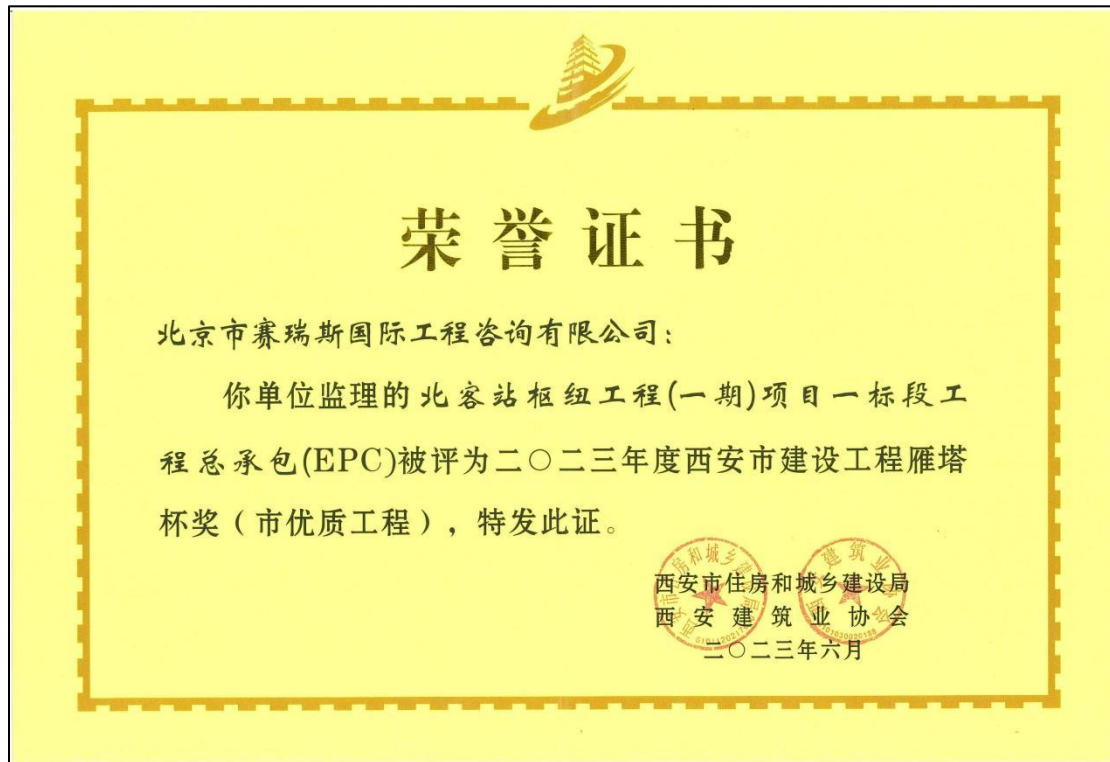 荣誉证书
北京市赛瑞斯国际工程咨询有限公司：
你单位监理的北客站枢纽工程(一期)项目一标段工
程总承包(EPC)被评为二〇二三年度西安市建设工程雁塔
杯奖（市优质工程），特发此证。
西安市住房和城乡建设局
西安建筑业协会
二〇二三年六月